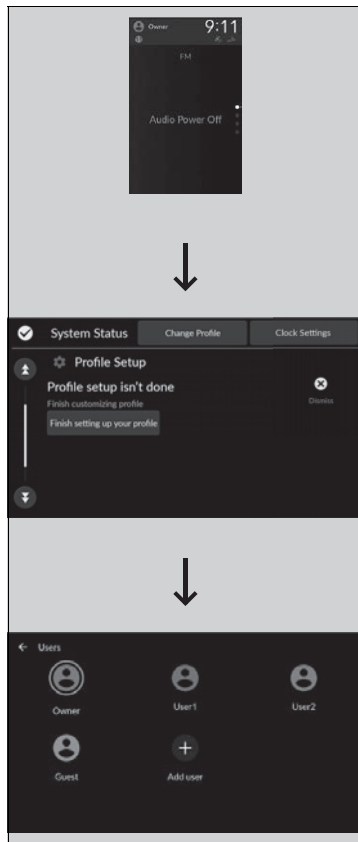 Owner 9:11
FM
Audio Power Off
System Status Change Profile Clock Settings
Profile Setup
Profile setup isn't done
Finish customizing profile
Dismiss
Finish setting up your profile
Users
Owner User1 User2
Guest Add user